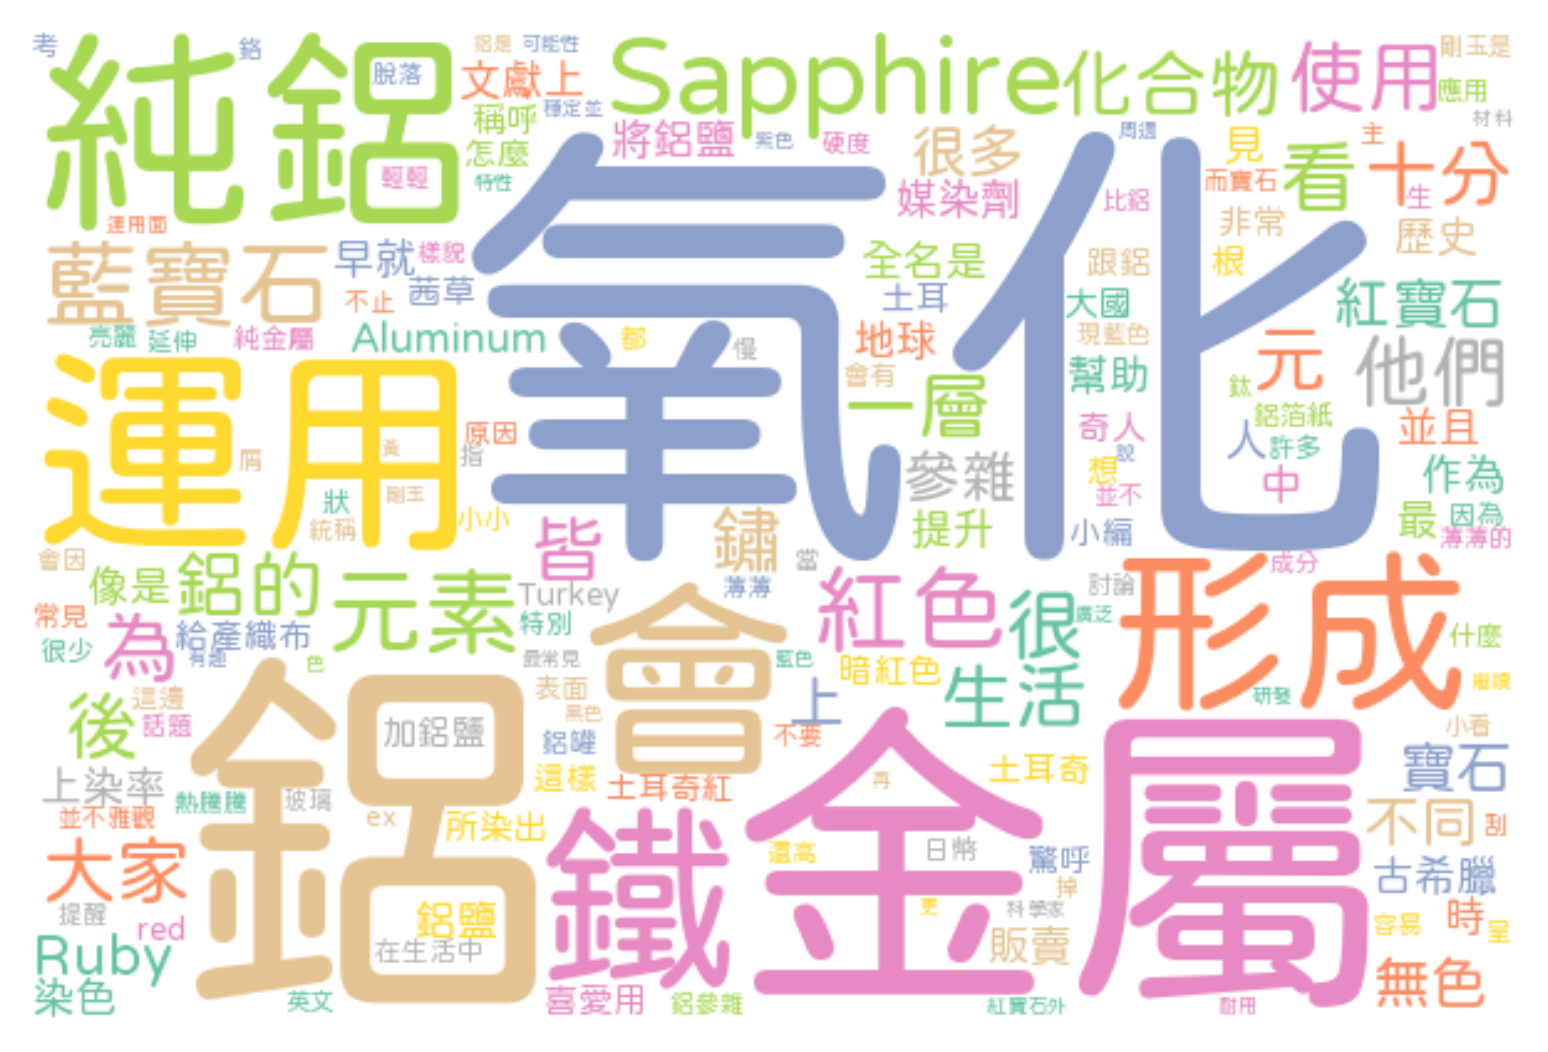 考
鉻
鋁是
可能性
剛玉是
純鋁
脫落
文獻上
Sapphire
化合物
使用
應用
稱呼
穩定並
材料
怎麼
將鋁鹽
紫色
硬度
很多
周遭
見
看
主
十分
輕輕
特性
媒染劑
比鋁
而寶石
生
運用面
非常
歷史
藍寶石
早就
樣貌
氧化
全名是
跟鋁
根
不止
茜草
土耳
大國
紅寶石
亮麗
延伸
純金屬
Aluminum
都
慢
地球
現藍色
元
他們
運用
會有
幫助
鈦
一層
鋁箔紙
原因
黃
奇人
人
許多
並且
屑
指
參雜
想
說
中
作為
狀
剛玉
並不
統稱
小小
皆
鏽
提升
小編
最
因為
薄薄的
會因
當
像是
鋁的
元素
Turkey
薄薄
紅色
很
討論
成分
形成
常見
為
給產織布
特別
廣泛
什麼
很少
有趣
色
最常見
會
藍色
暗紅色
生活
研發
繼續
這邊
後
話題
鋁
加鋁鹽
表面
黑色
上
小看
鋁罐
不要
寶石
上染率
熱騰騰
玻璃
這樣
土耳奇紅
再
土耳奇
金屬
並不雅觀
ex
所染出
鐵
不同
刮
大家
還高
日幣
驚呼
古希臘
掉
提醒
red
鋁鹽
更
科學家
容易
時
呈
Ruby
在生活中
販賣
染色
英文
喜愛用
鋁參雜
紅寶石外
耐用
無色